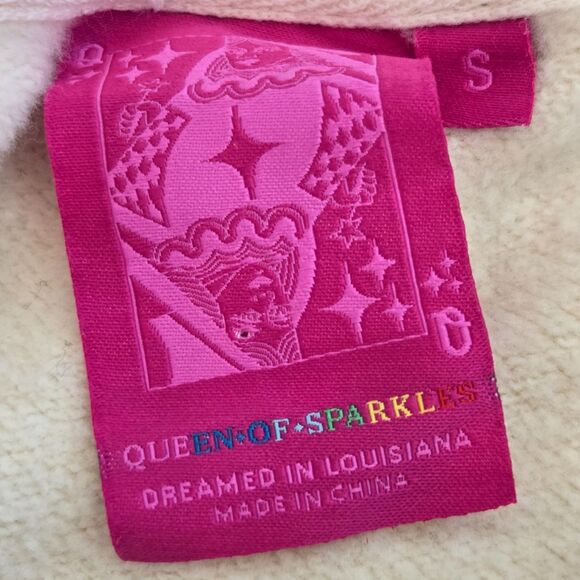 Q
S
Q
QUEEN•OF•SPARKLES
DREAMED IN LOUISIANA
MADE IN CHINA